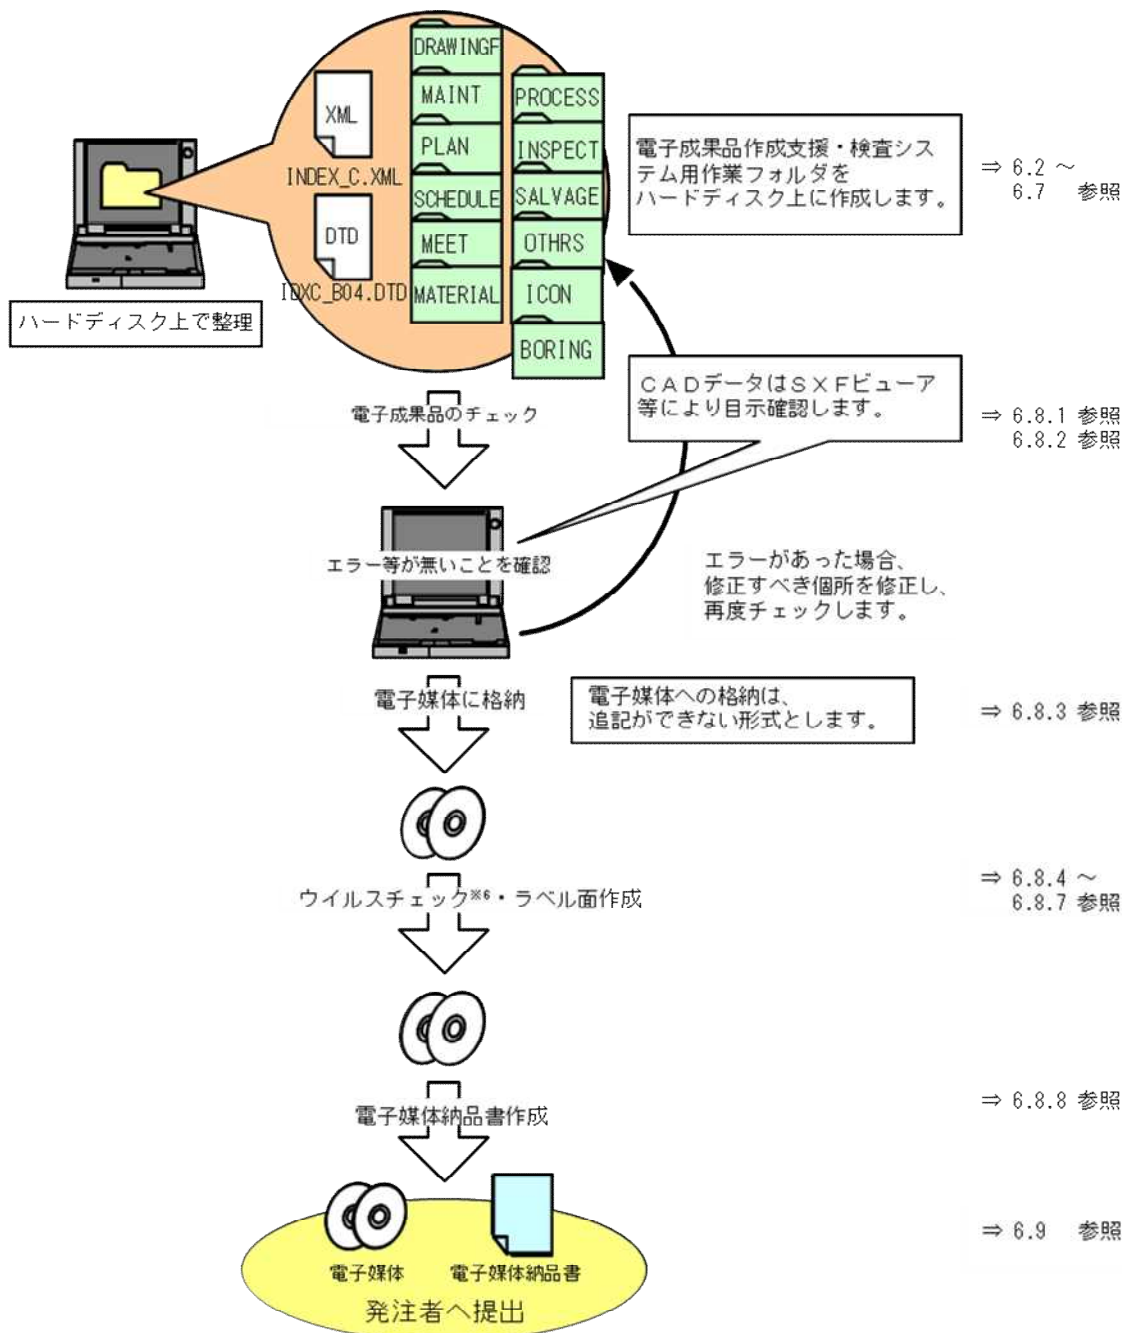 DRAWINGF
MAINT
PLAN
SCHEDULE
MEET
MATERIAL
PROCESS
INSPECT
SALVAGE
OTHRS
ICON
BORING
XML
INDEX_C.XML
DTD
IDXC_B04.DTD
ハードディスク上で整理
電子成果品作成支援・検査シス
テム用作業フォルダを
ハードディスク上に作成します。
⇒ 6.2 ~
6.7 参照
電子成果品のチェック
CADデータはSXFビューア
等により目示確認します。
⇒ 6.8.1 参照
6.8.2 参照
エラー等が無いことを確認
エラーがあった場合、
修正すべき個所を修正し、
再度チェックします。
電子媒体に格納
電子媒体への格納は、
追記ができない形式とします。
⇒ 6.8.3 参照
ウイルスチェック※6・ラベル面作成
⇒ 6.8.4 ~
6.8.7 参照
電子媒体納品書作成
⇒ 6.8.8 参照
電子媒体
電子媒体納品書
発注者へ提出
⇒ 6.9 参照